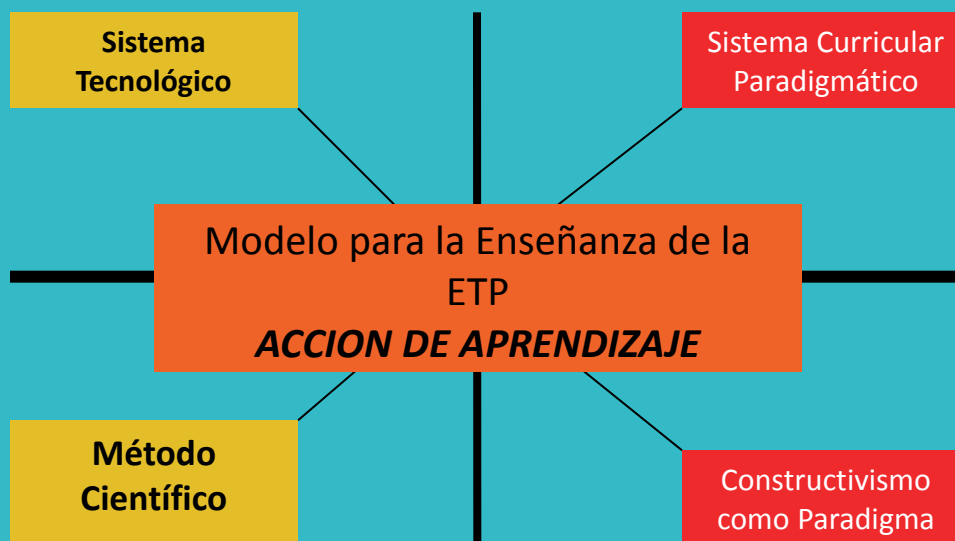 Sistema
Tecnológico
Sistema Curricular
Paradigmático
Modelo para la Enseñanza de la
ETP
ACCION DE APRENDIZAJE
Método
Científico
Constructivismo
como Paradigma